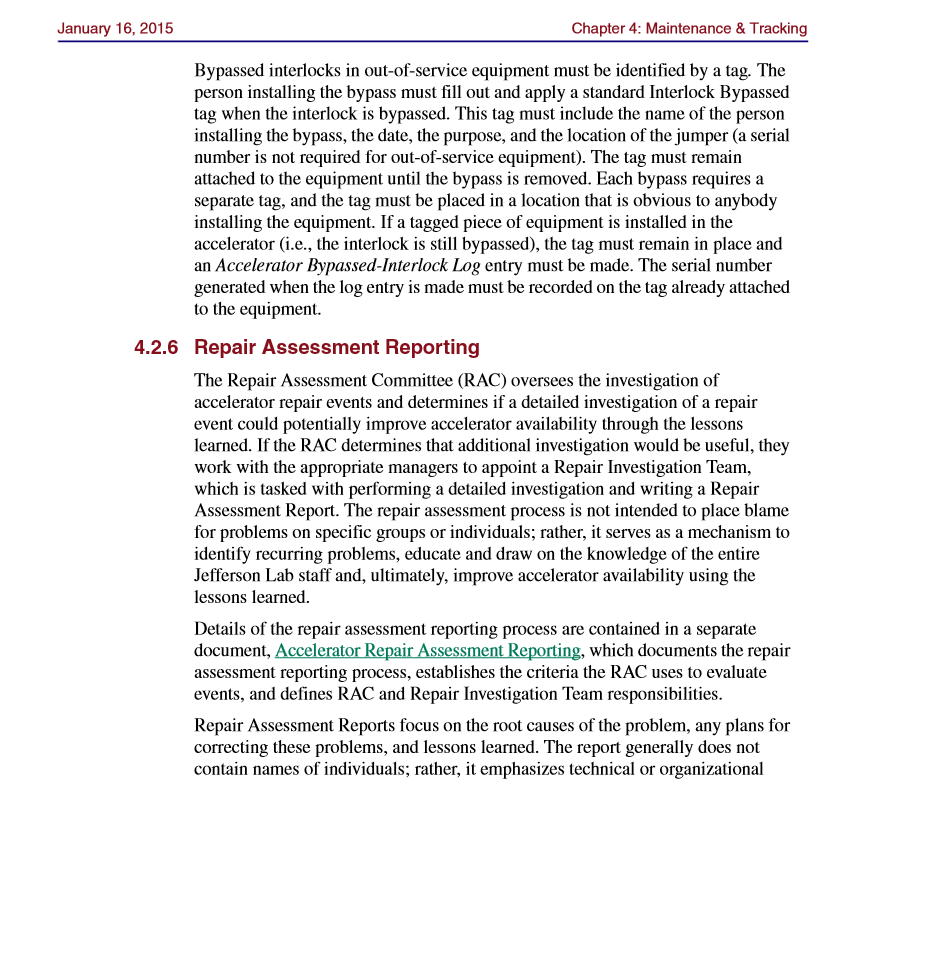 January 16, 2015 Chapter 4: Maintenance & Tracking
Bypassed interlocks in out-of-service equipment must be identified by a tag. The
person installing the bypass must fill out and apply a standard Interlock Bypassed
tag when the interlock is bypassed. This tag must include the name of the person
installing the bypass, the date, the purpose, and the location of the jumper (a serial
number is not required for out-of-service equipment). The tag must remain
attached to the equipment until the bypass is removed. Each bypass requires a
separate tag, and the tag must be placed in a location that is obvious to anybody
installing the equipment. If a tagged piece of equipment is installed in the
accelerator (i.e., the interlock is still bypassed), the tag must remain in place and
an Accelerator Bypassed-Interlock Log entry must be made. The serial number
generated when the log entry is made must be recorded on the tag already attached
to the equipment.
4.2.6 Repair Assessment Reporting
The Repair Assessment Committee (RAC) oversees the investigation of
accelerator repair events and determines if a detailed investigation of a repair
event could potentially improve accelerator availability through the lessons
learned. If the RAC determines that additional investigation would be useful, they
work with the appropriate managers to appoint a Repair Investigation Team,
which is tasked with performing a detailed investigation and writing a Repair
Assessment Report. The repair assessment process is not intended to place blame
for problems on specific groups or individuals; rather, it serves as a mechanism to
identify recurring problems, educate and draw on the knowledge of the entire
Jefferson Lab staff and, ultimately, improve accelerator availability using the
lessons learned.
Details of the repair assessment reporting process are contained in a separate
document, Accelerator Repair Assessment Reporting, which documents the repair
assessment reporting process, establishes the criteria the RAC uses to evaluate
events, and defines RAC and Repair Investigation Team responsibilities.
Repair Assessment Reports focus on the root causes of the problem, any plans for
correcting these problems, and lessons learned. The report generally does not
contain names of individuals; rather, it emphasizes technical or organizational